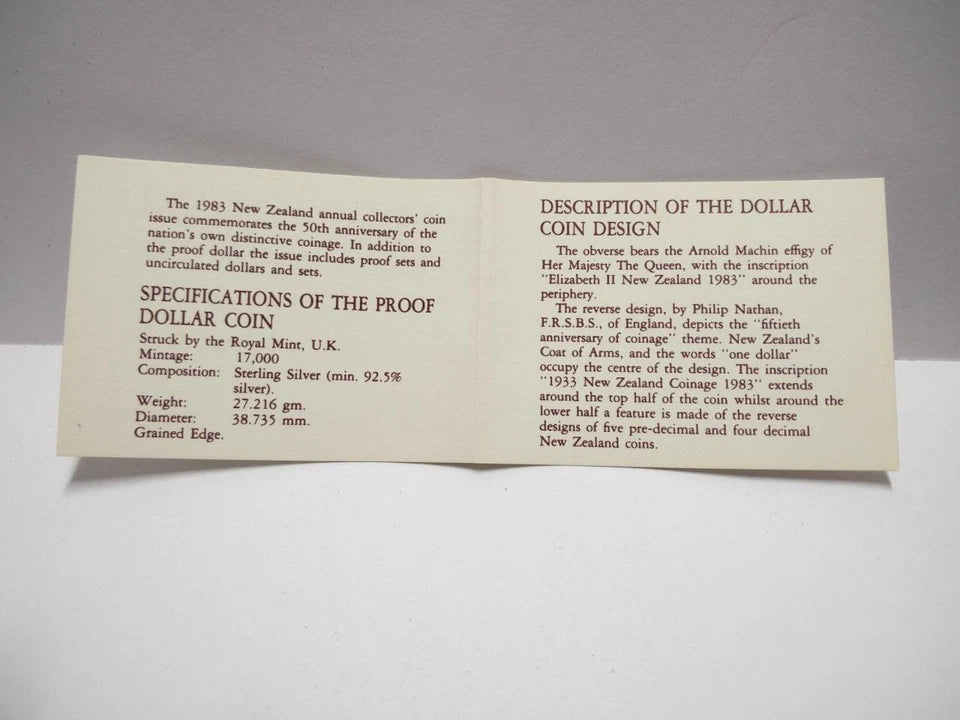 The 1983 New Zealand annual collectors' coin
issue commemorates the 50th anniversary of the
nation's own distinctive coinage. In addition to
the proof dollar the issue includes proof sets and
uncirculated dollars and sets.
SPECIFICATIONS OF THE PROOF
DOLLAR COIN
Struck by the Royal Mint, U.K.
Mintage: 17,000
Composition: Sterling Silver (min. 92.5%
silver).
Weight: 27.216 gm.
Diameter: 38.735 mm.
Grained Edge.
DESCRIPTION OF THE DOLLAR
COIN DESIGN
The obverse bears the Arnold Machin effigy of
Her Majesty The Queen, with the inscription
"Elizabeth II New Zealand 1983" around the
periphery.
The reverse design, by Philip Nathan,
F.R.S.B.S., of England, depicts the "fiftieth
anniversary of coinage" theme. New Zealand's
Coat of Arms, and the words "one dollar"
occupy the centre of the design. The inscription
"1933 New Zealand Coinage 1983" extends
around the top half of the coin whilst around the
lower half a feature is made of the reverse
designs of five pre-decimal and four decimal
New Zealand coins.